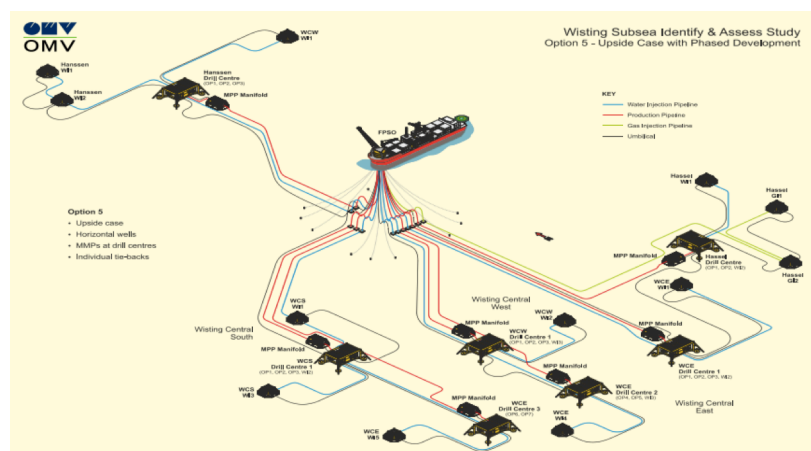 OMV
Wisting Subsea Identify & Assess Study
Option 5 - Upside Case with Phased Development
WCW
WI1
Hanssen
WI1
Hanssen
WI2
Hanssen
Drill Centre
(OP1, OP2, OP3)
MPP Manifold
FPSO
KEY
Water Injection Pipeline
Production Pipeline
Gas Injection Pipeline
Umbilical
Option 5
• Upside case
• Horizontal wells
• MMPs at drill centres
• Individual tie-backs
Hassel
WI1
Hassel
GI1
MPP Manifold
Hassel
Drill Centre
(OP1, OP2, WI2)
Hassel
GI2
WCE
WI1
Wisting Central
South
WCS
WI1
MPP Manifold
WCS
Drill Centre 1
(OP1, OP2, OP3, WI2)
WCS
WI3
Wisting Central
West
MPP Manifold
WCW
WI2
WCW
Drill Centre 1
(OP1, OP2, OP3, WI3)
MPP Manifold
WCE
Drill Centre 1
(OP1, OP2, OP3, WI2)
MPP Manifold
WCE
Drill Centre 2
(OP4, OP5, WI3)
Wisting Central
East
MPP Manifold
WCE
Drill Centre 3
(OP6, OP7)
WCE
WI5
WCE
WI4